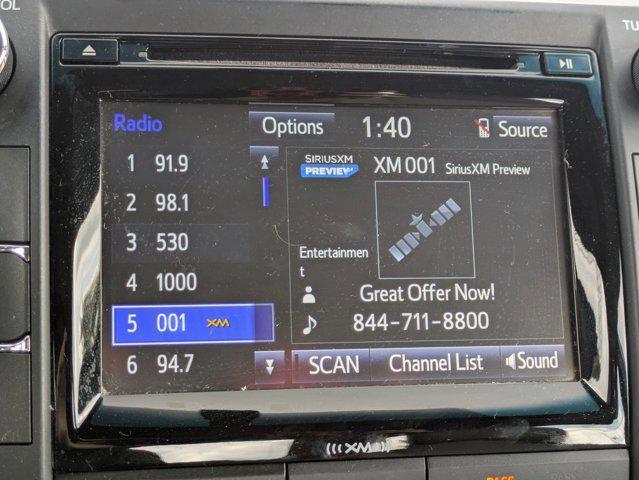 OL
TU
Radio
Options
1:40
Source
1 91.9
2 98.1
3 530
4 1000
5 001 XM
6 94.7
SIRIUSXM
PREVIEW
XM 001 SiriusXM Preview
Entertainmen
t
Great Offer Now!
844-711-8800
SCAN
Channel List
Sound
(((XM)))
PASS